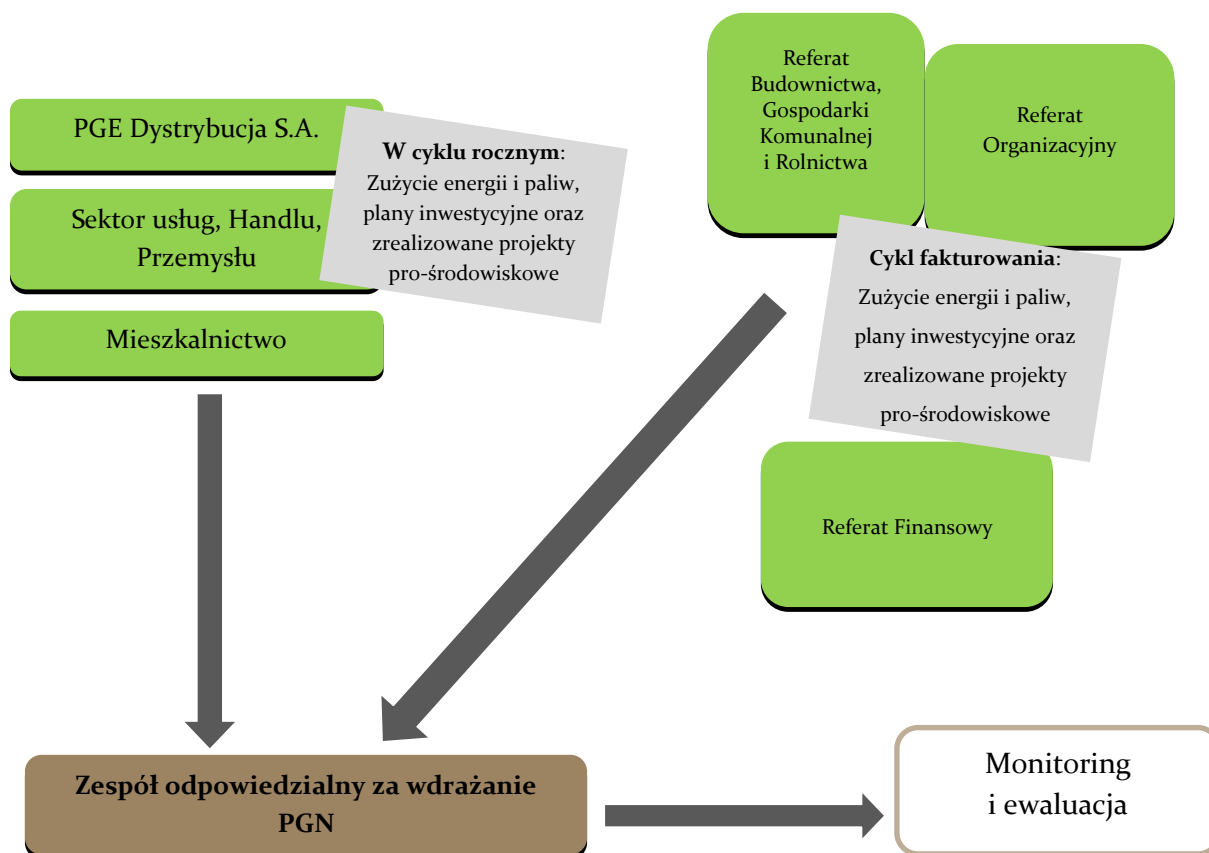 PGE Dystrybucja S.A.
Sektor usług, Handlu,
Przemysłu
Mieszkalnictwo
W cyklu rocznym:
Zużycie energii i paliw,
plany inwestycyjne oraz
zrealizowane projekty
pro-środowiskowe
Referat
Budownictwa,
Gospodarki
Komunalnej
i Rolnictwa
Referat
Organizacyjny
Cykl fakturowania:
Zużycie energii i paliw,
plany inwestycyjne oraz
zrealizowane projekty
pro-środowiskowe
Referat Finansowy
Zespół odpowiedzialny za wdrażanie
PGN
Monitoring
i ewaluacja